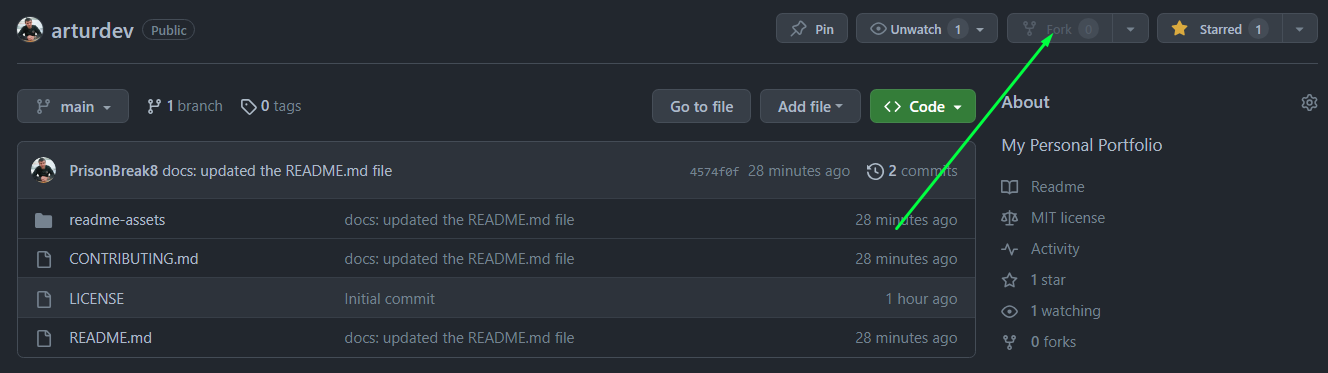 arturdev Public Pin Unwatch 1 Fork 0 Starred 1
main 1 branch 0 tags Go to file Add file Code
About
My Personal Portfolio
PrisonBreak8 docs: updated the README.md file 4574f0f 28 minutes ago 2 commits
readme-assets docs: updated the README.md file 28 minutes ago
CONTRIBUTING.md docs: updated the README.md file 28 minutes ago
LICENSE Initial commit 1 hour ago
README.md docs: updated the README.md file 28 minutes ago
Readme
MIT license
Activity
1 star
1 watching
0 forks